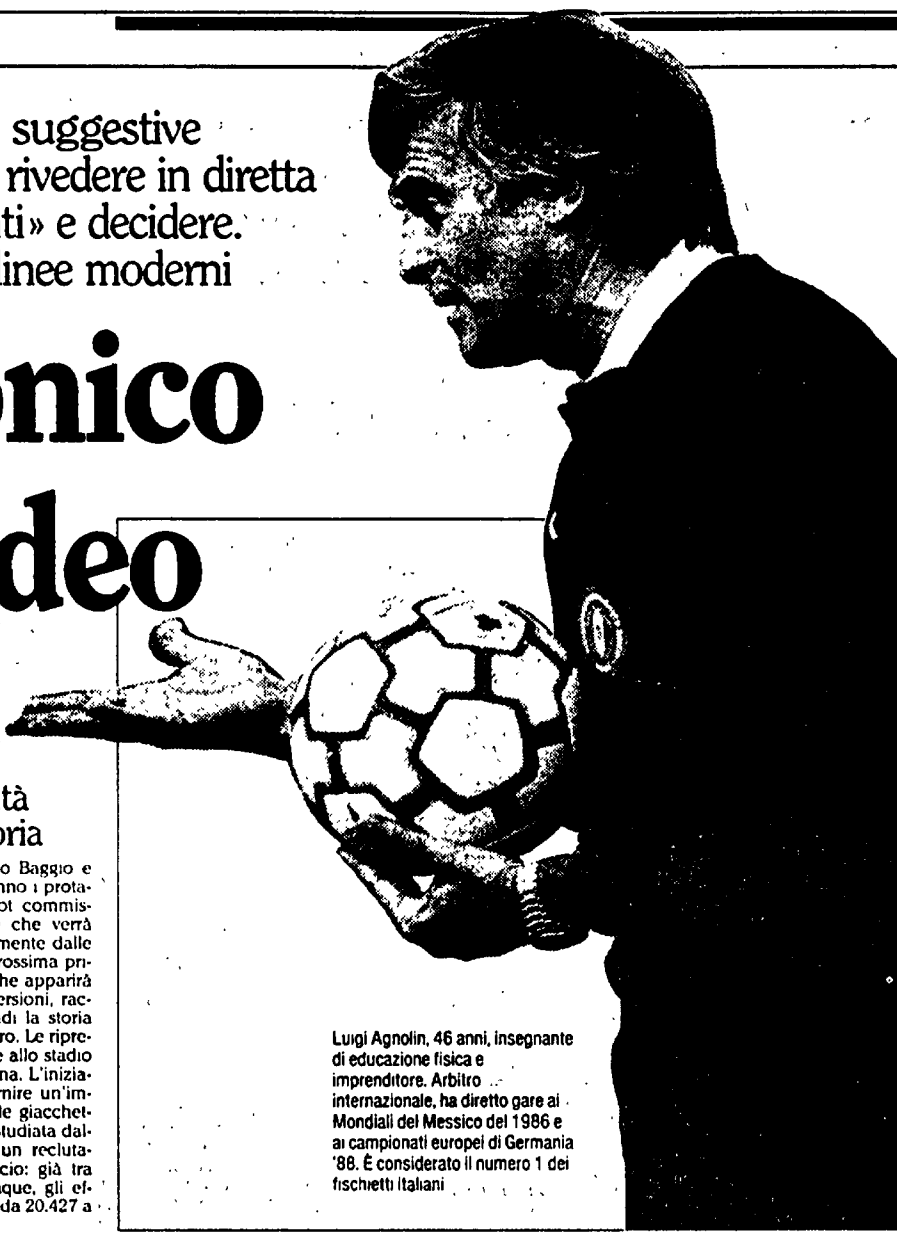 suggestive
rivedere in diretta
ti» e decidere.
inee moderni
onico
deo
tà
oria
o Baggio e
nno i prota-
ot commis-
che verrà
mente dalle
rossima pri-
he apparirà
ersioni, rac-
di la storia
ro. Le ripre-
e allo stadio
na. L'inizia-
nire un'im-
le giacchet-
tudiata dal-
un recluta-
cio: già tra
que, gli ef-
da 20.427 a
Luigi Agnolin, 46 anni, insegnante
di educazione fisica e
imprenditore. Arbitro
internazionale, ha diretto gare ai
Mondiali del Messico del 1986 e
ai campionati europei di Germania
'88. È considerato il numero 1 dei
fischietti italiani